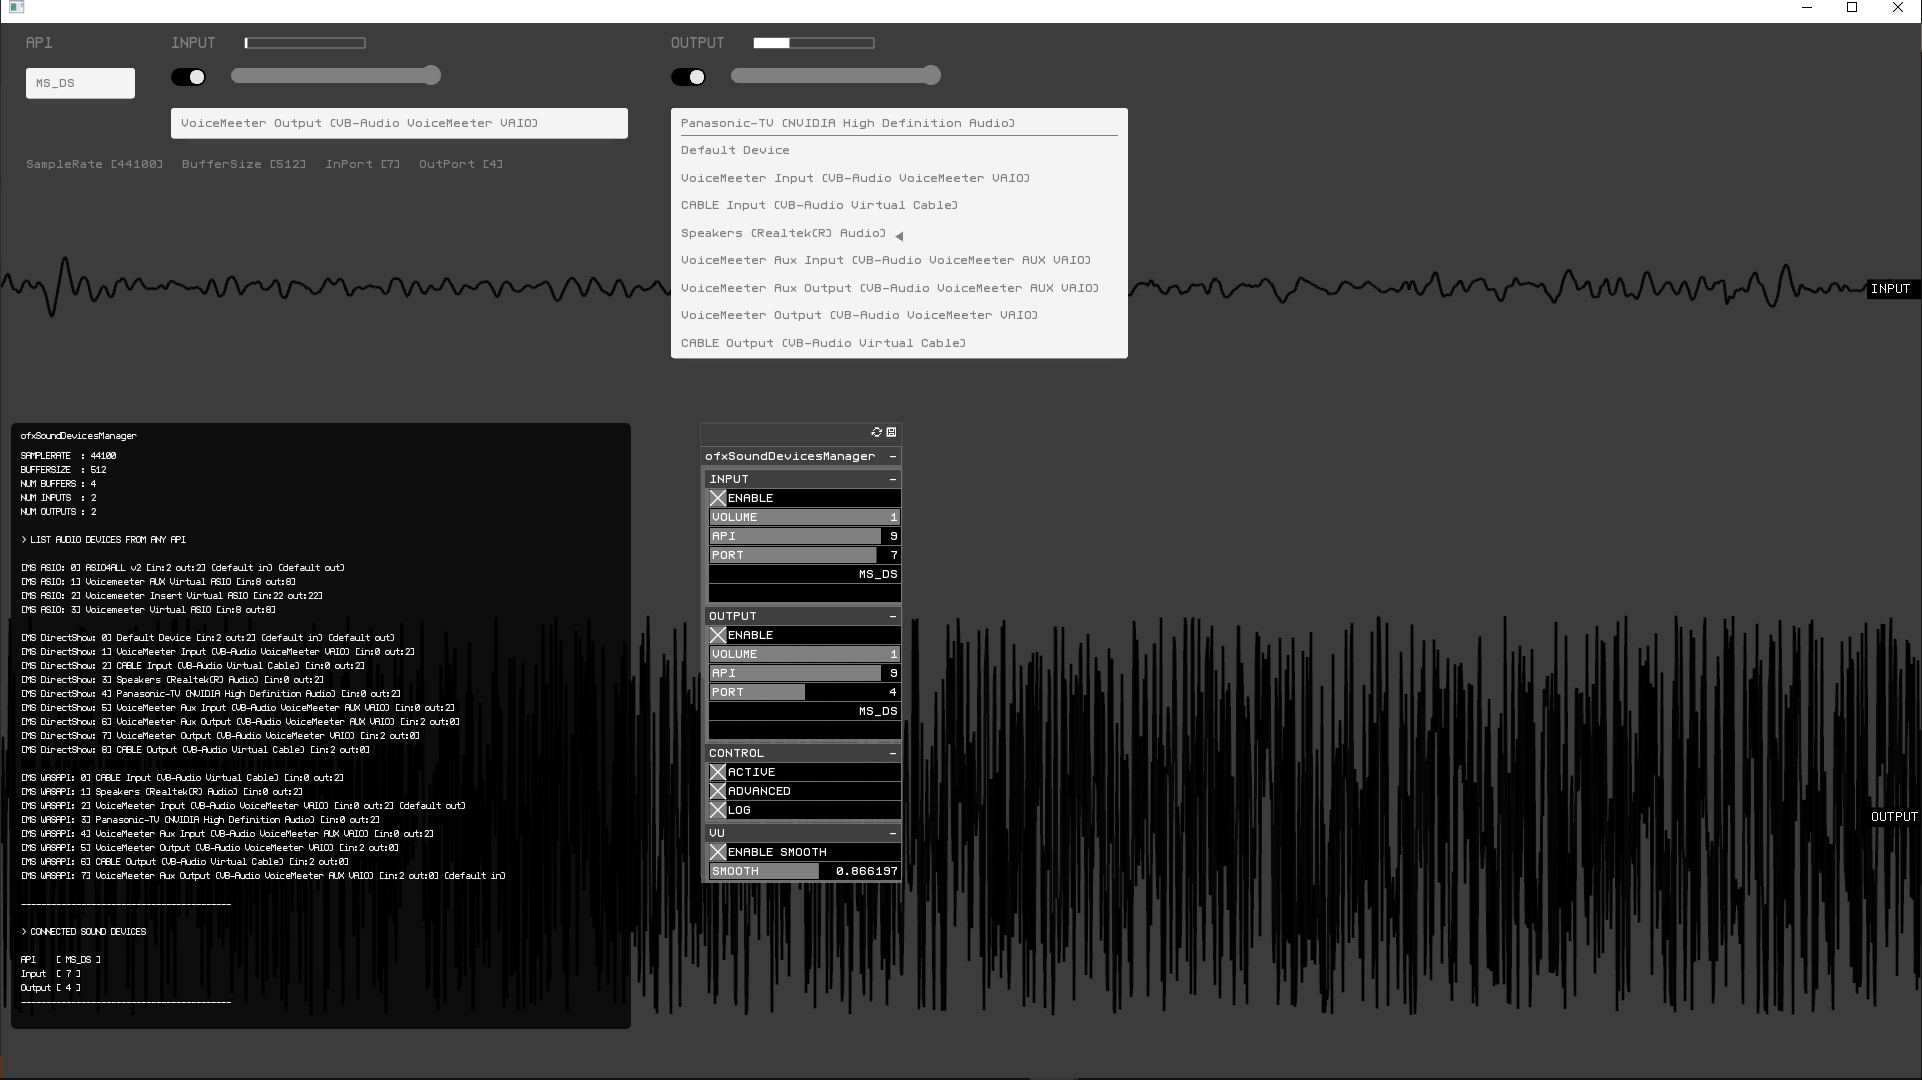 API
INPUT
OUTPUT
MS_DS
VoiceMeeter Output (VB-Audio VoiceMeeter VAIO)
SampleRate [44100] BufferSize [512] InPort [7] OutPort [4]
Panasonic-TV (NVIDIA High Definition Audio)
Default Device
VoiceMeeter Input (VB-Audio VoiceMeeter VAIO)
CABLE Input (VB-Audio Virtual Cable)
Speakers (Realtek(R) Audio)
VoiceMeeter Aux Input (VB-Audio VoiceMeeter AUX VAIO)
VoiceMeeter Aux Output (VB-Audio VoiceMeeter AUX VAIO)
VoiceMeeter Output (VB-Audio VoiceMeeter VAIO)
CABLE Output (VB-Audio Virtual Cable)
INPUT
ofxSoundDevicesManager
SAMPLERATE : 44100
BUFFERSIZE : 512
NUM BUFFERS : 4
NUM INPUTS : 2
NUM OUTPUTS : 2
> LIST AUDIO DEVICES FROM ANY API
[MS ASIO: 0] ASIO4ALL v2 [in:2 out:2] (default in) (default out)
[MS ASIO: 1] Voicemeeter AUX Virtual ASIO [in:8 out:8]
[MS ASIO: 2] Voicemeeter Insert Virtual ASIO [in:22 out:22]
[MS ASIO: 3] Voicemeeter Virtual ASIO [in:8 out:8]
[MS DirectShow: 0] Default Device [in:2 out:2] (default in) (default out)
[MS DirectShow: 1] VoiceMeeter Input (VB-Audio VoiceMeeter VAIO) [in:0 out:2]
[MS DirectShow: 2] CABLE Input (VB-Audio Virtual Cable) [in:0 out:2]
[MS DirectShow: 3] Speakers (Realtek(R) Audio) [in:0 out:2]
[MS DirectShow: 4] Panasonic-TV (NVIDIA High Definition Audio) [in:0 out:2]
[MS DirectShow: 5] VoiceMeeter Aux Input (VB-Audio VoiceMeeter AUX VAIO) [in:0 out:2]
[MS DirectShow: 6] VoiceMeeter Aux Output (VB-Audio VoiceMeeter AUX VAIO) [in:2 out:0]
[MS DirectShow: 7] VoiceMeeter Output (VB-Audio VoiceMeeter VAIO) [in:2 out:0]
[MS DirectShow: 8] CABLE Output (VB-Audio Virtual Cable) [in:2 out:0]
[MS WASAPI: 0] CABLE Input (VB-Audio Virtual Cable) [in:0 out:2]
[MS WASAPI: 1] Speakers (Realtek(R) Audio) [in:0 out:2]
[MS WASAPI: 2] VoiceMeeter Input (VB-Audio VoiceMeeter VAIO) [in:0 out:2] (default out)
[MS WASAPI: 3] Panasonic-TV (NVIDIA High Definition Audio) [in:0 out:2]
[MS WASAPI: 4] VoiceMeeter Aux Input (VB-Audio VoiceMeeter AUX VAIO) [in:0 out:2]
[MS WASAPI: 5] VoiceMeeter Output (VB-Audio VoiceMeeter VAIO) [in:2 out:0]
[MS WASAPI: 6] CABLE Output (VB-Audio Virtual Cable) [in:2 out:0]
[MS WASAPI: 7] VoiceMeeter Aux Output (VB-Audio VoiceMeeter AUX VAIO) [in:2 out:0] (default in)
------------------------------------------
> CONNECTED SOUND DEVICES
API [ MS_DS ]
Input [ 7 ]
Output [ 4 ]
------------------------------------------
ofxSoundDevicesManager -
INPUT -
ENABLE
VOLUME 1
API 9
PORT 7
MS_DS
OUTPUT -
ENABLE
VOLUME 1
API 9
PORT 4
MS_DS
CONTROL -
ACTIVE
ADVANCED
LOG
VU -
ENABLE SMOOTH
SMOOTH 0.866197
OUTPUT